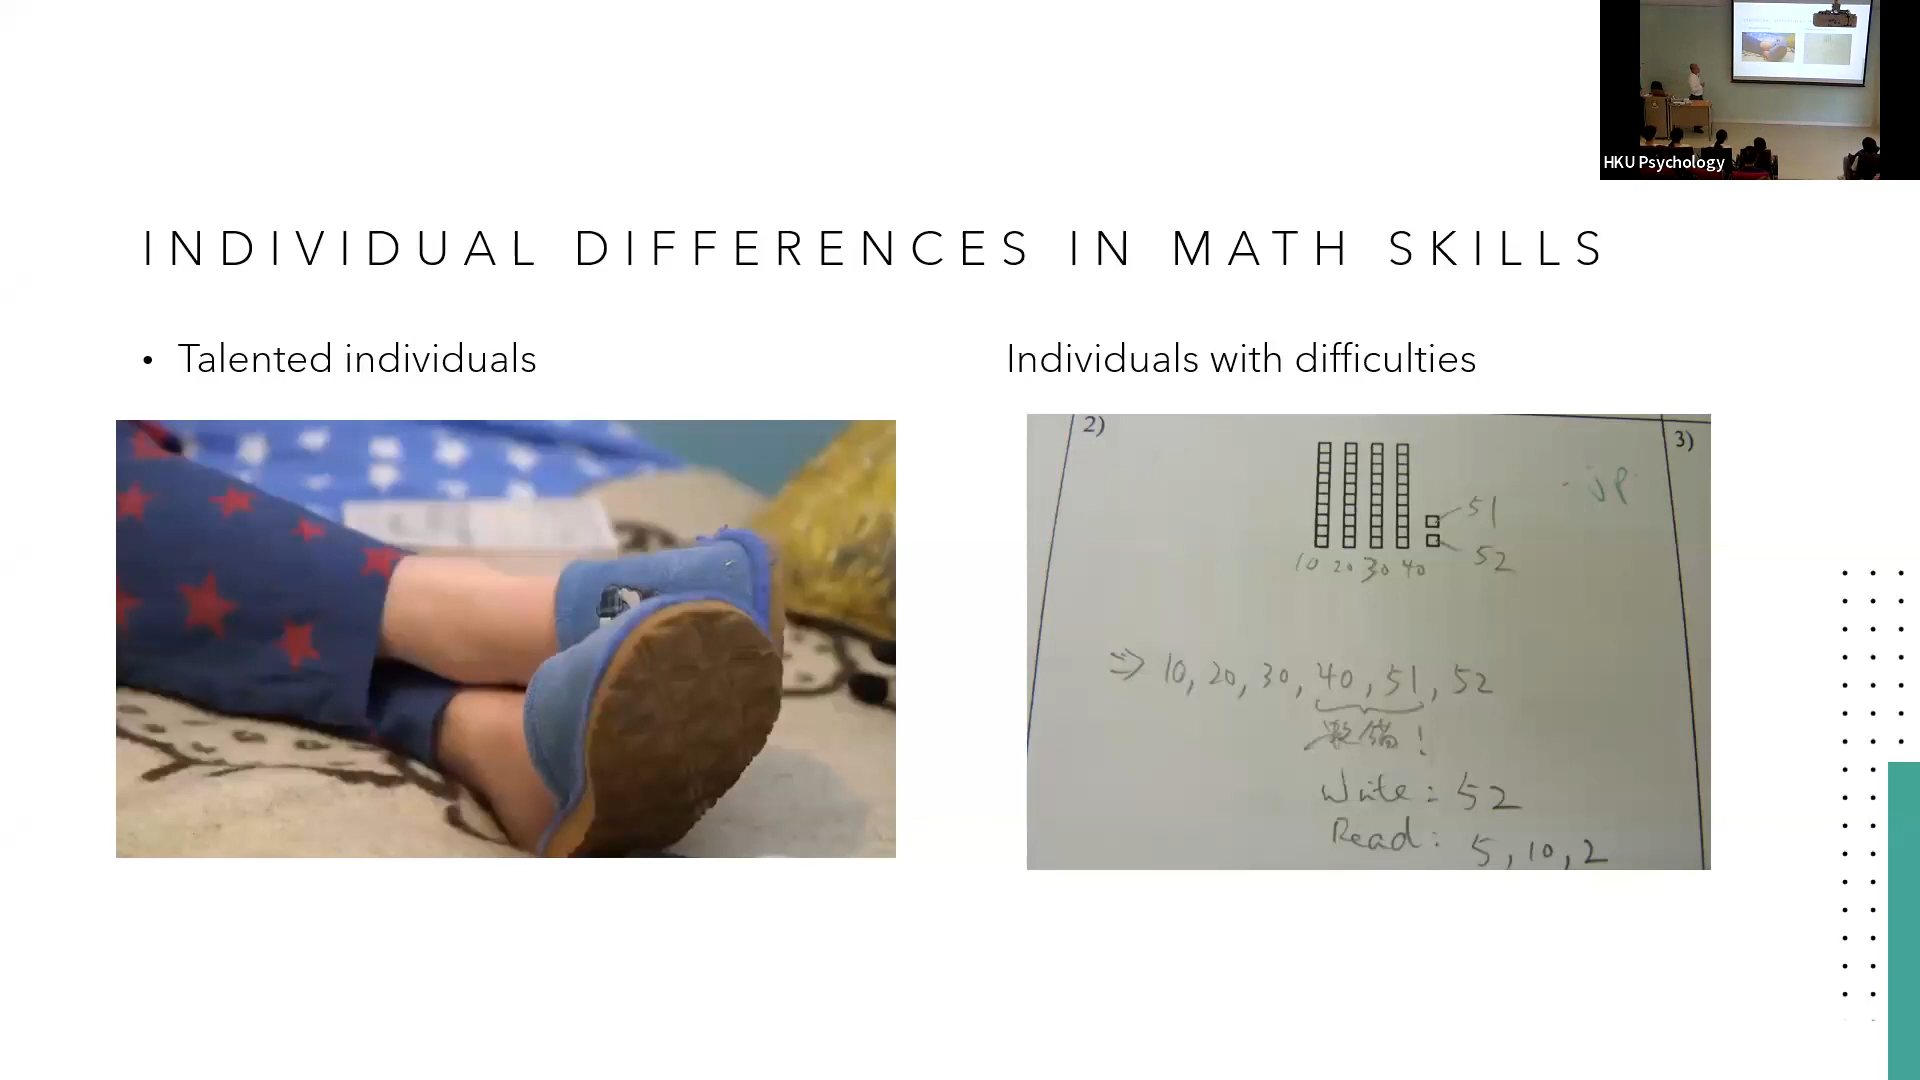 HKU Psychology
INDIVIDUAL DIFFERENCES IN MATH SKILLS
• Talented individuals
Individuals with difficulties
2)
3)
51
52
10 20 30 40
⇒ 10, 20, 30, 40, 51, 52
Write: 52
Read: 5, 10, 2